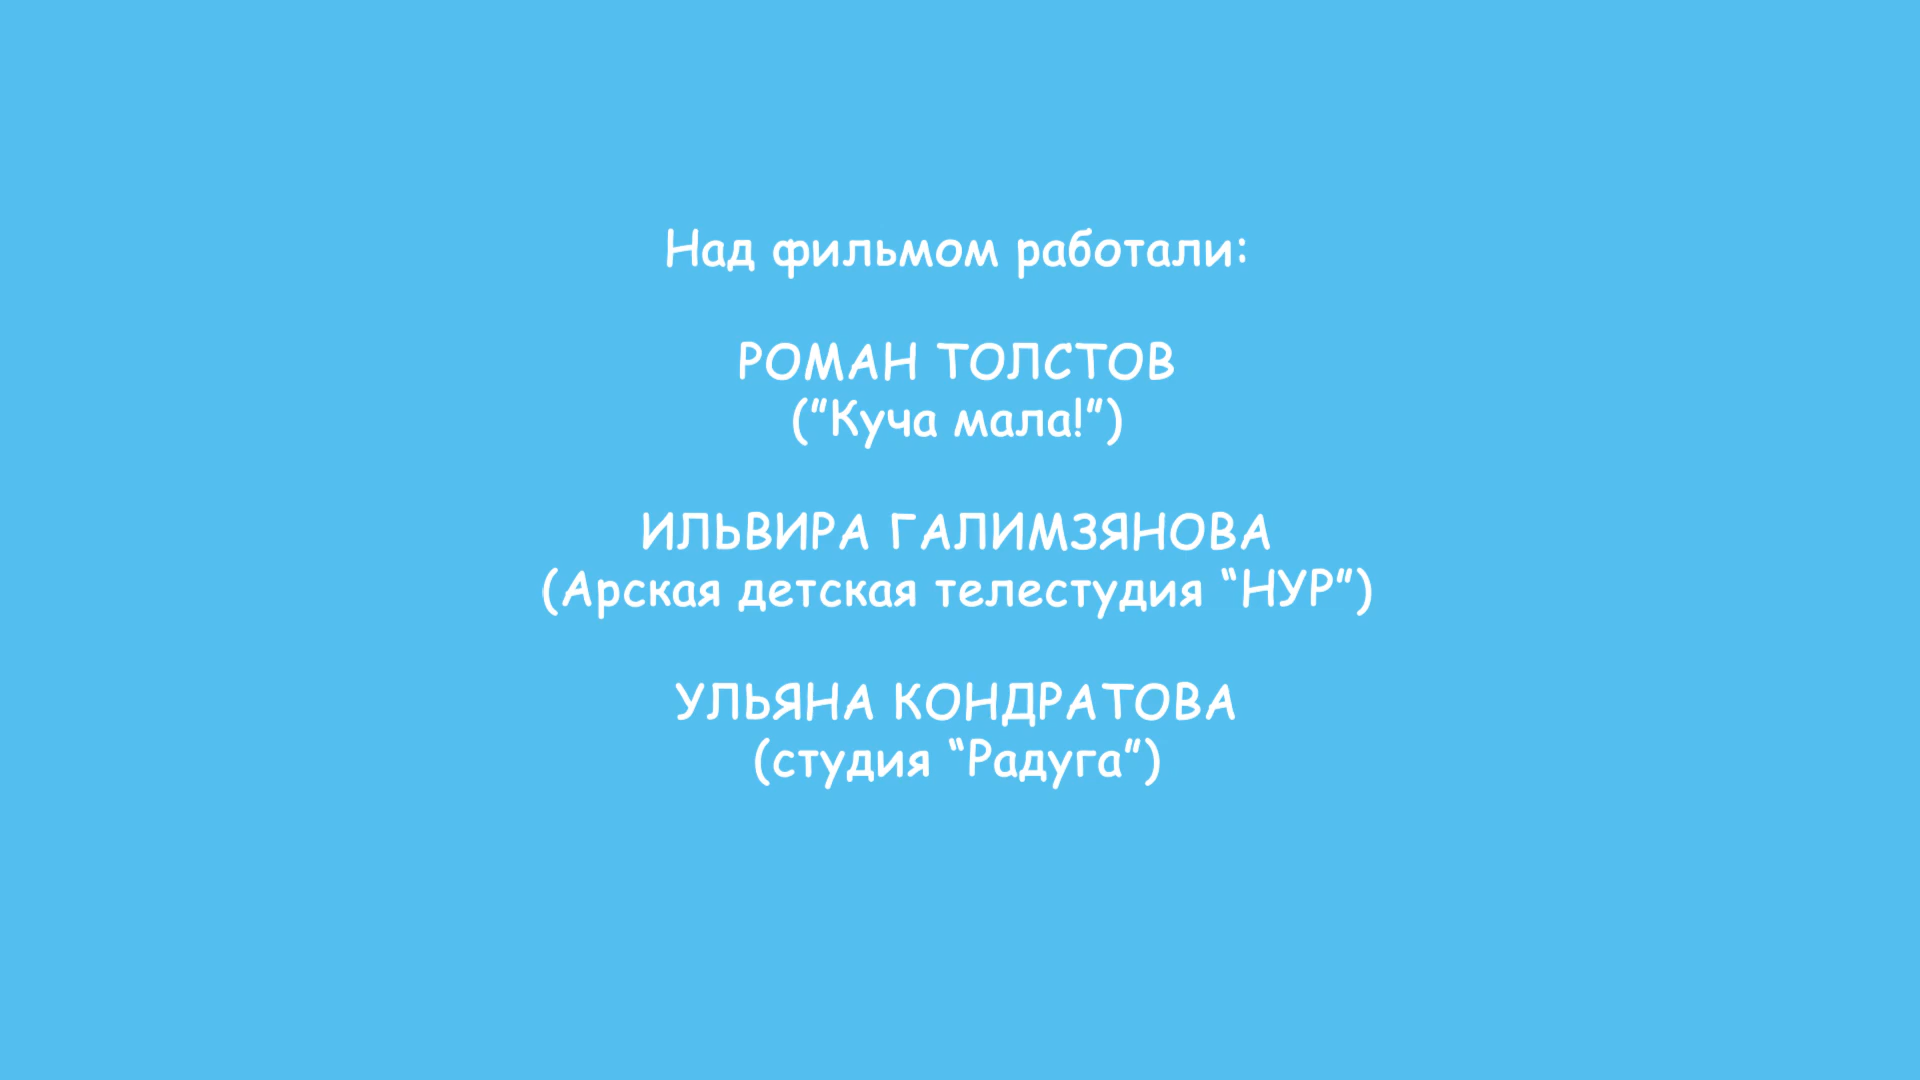 Над фильмом работали:
РОМАН ТОЛСТОВ
("Куча мала!")
ИЛЬВИРА ГАЛИМЗЯНОВА
(Арская детская телестудия “НУР”)
УЛЬЯНА КОНДРАТОВА
(студия “Радуга”)